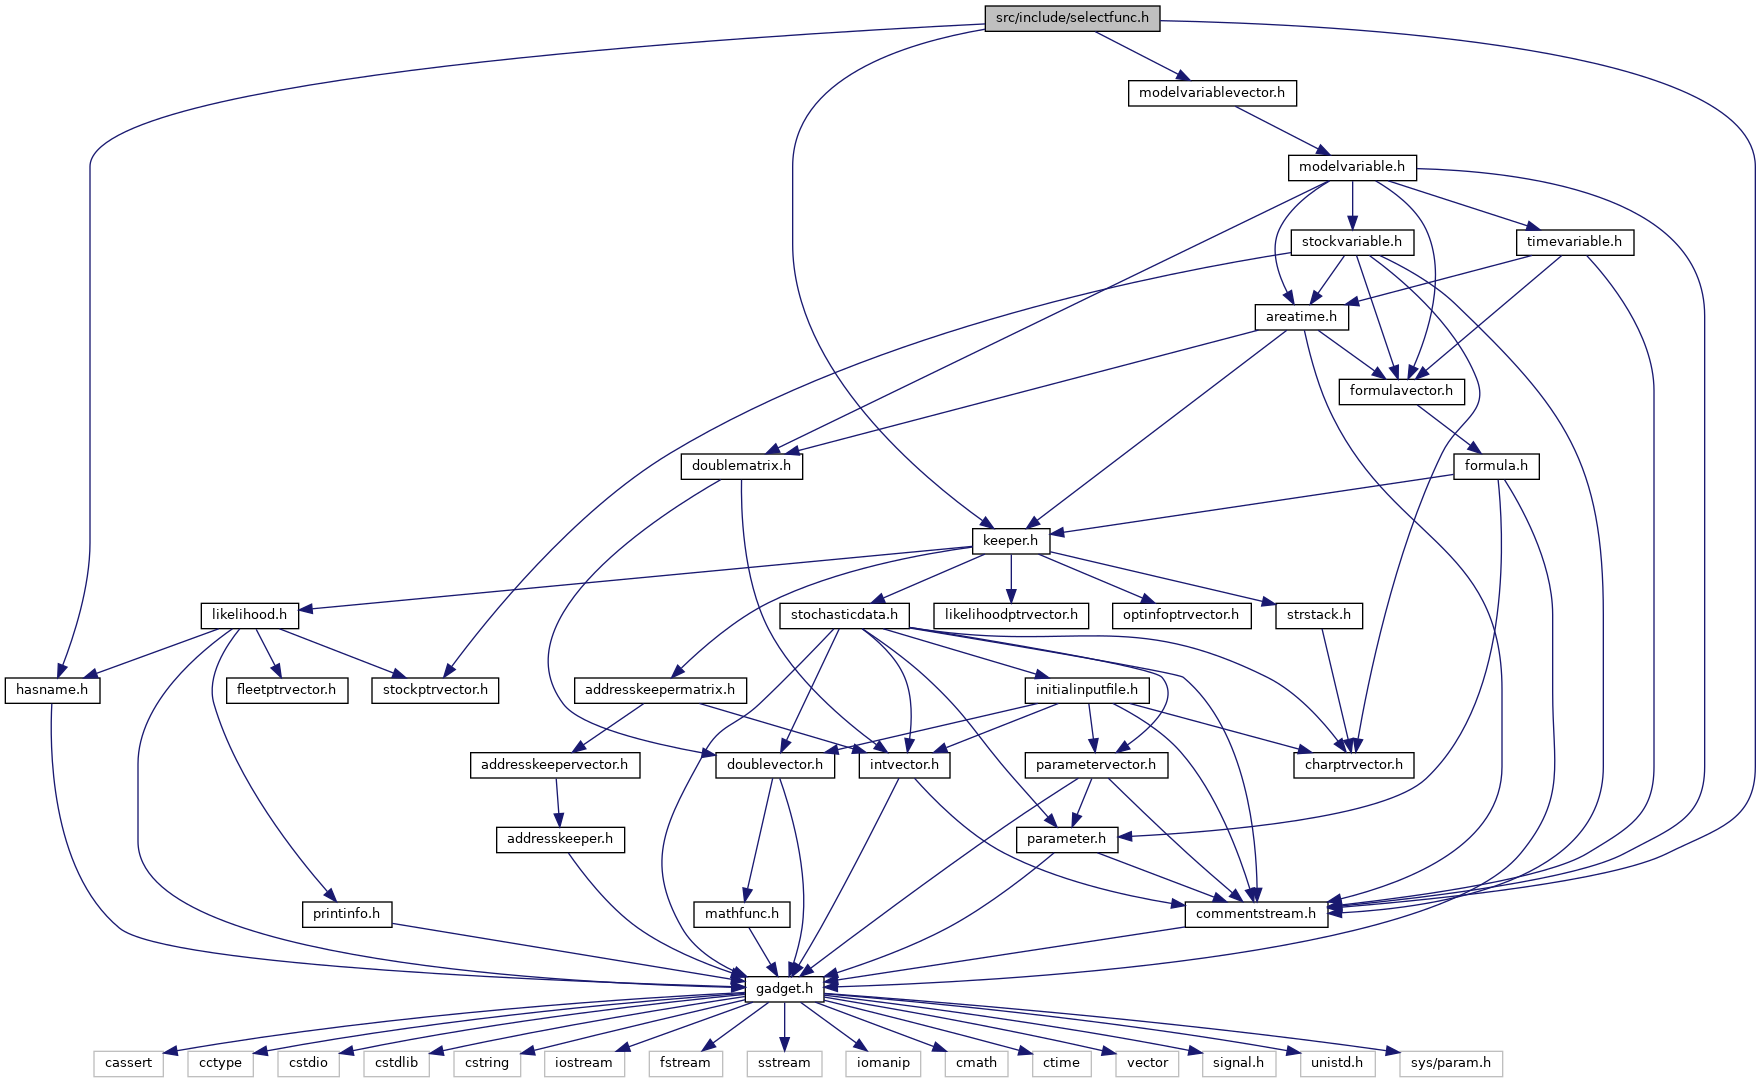 src/include/selectfunc.h
modelvariablevector.h
modelvariable.h
stockvariable.h
timevariable.h
areatime.h
formulavector.h
doublematrix.h
formula.h
keeper.h
likelihood.h
stochasticdata.h
likelihoodptrvector.h
optinfoptrvector.h
strstack.h
hasname.h
fleetptrvector.h
stockptrvector.h
addresskeepermatrix.h
initialinputfile.h
addresskeepervector.h
doublevector.h
intvector.h
parametervector.h
charptrvector.h
addresskeeper.h
parameter.h
printinfo.h
mathfunc.h
commentstream.h
gadget.h
cassert
cctype
cstdio
cstdlib
cstring
iostream
fstream
sstream
iomanip
cmath
ctime
vector
signal.h
unistd.h
sys/param.h